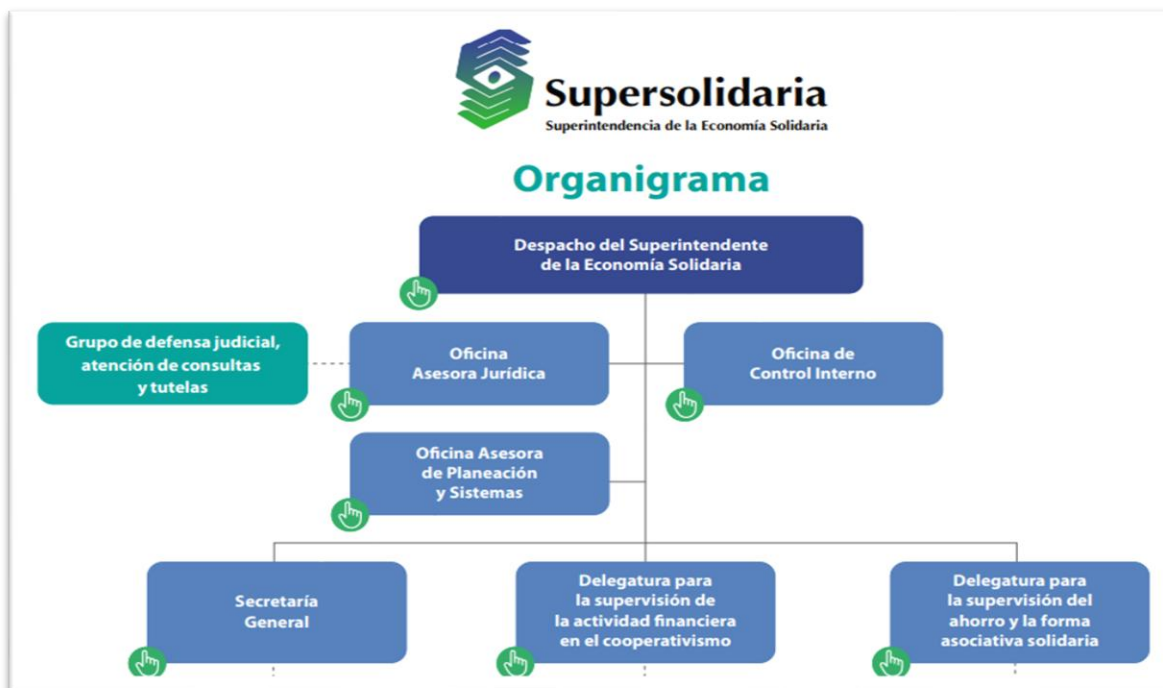 Supersolidaria
Superintendencia de la Economía Solidaria
Organigrama
Despacho del Superintendente
de la Economía Solidaria
Grupo de defensa judicial,
atención de consultas
y tutelas
Oficina
Asesora Jurídica
Oficina de
Control Interno
Oficina Asesora
de Planeación
y Sistemas
Secretaría
General
Delegatura para
la supervisión de
la actividad financiera
en el cooperativismo
Delegatura para
la supervisión del
ahorro y la forma
asociativa solidaria